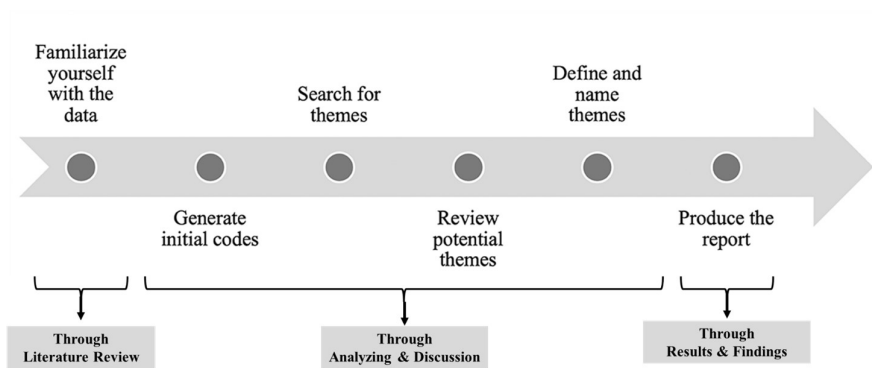 Familiarize
yourself
with the
data
Generate
initial codes
Search for
themes
Review
potential
themes
Define and
name
themes
Produce the
report
Through
Literature Review
Through
Analyzing & Discussion
Through
Results & Findings